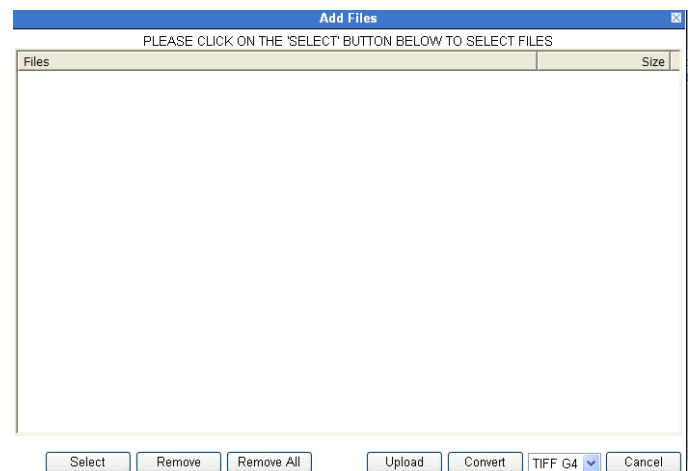 Add Files
PLEASE CLICK ON THE 'SELECT' BUTTON BELOW TO SELECT FILES
Files Size
Select Remove Remove All Upload Convert TIFF G4 Cancel